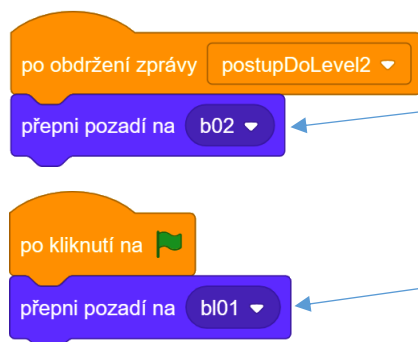 po obdržení zprávy postupDoLevel2
přepni pozadí na b02
po kliknutí na
přepni pozadí na bl01